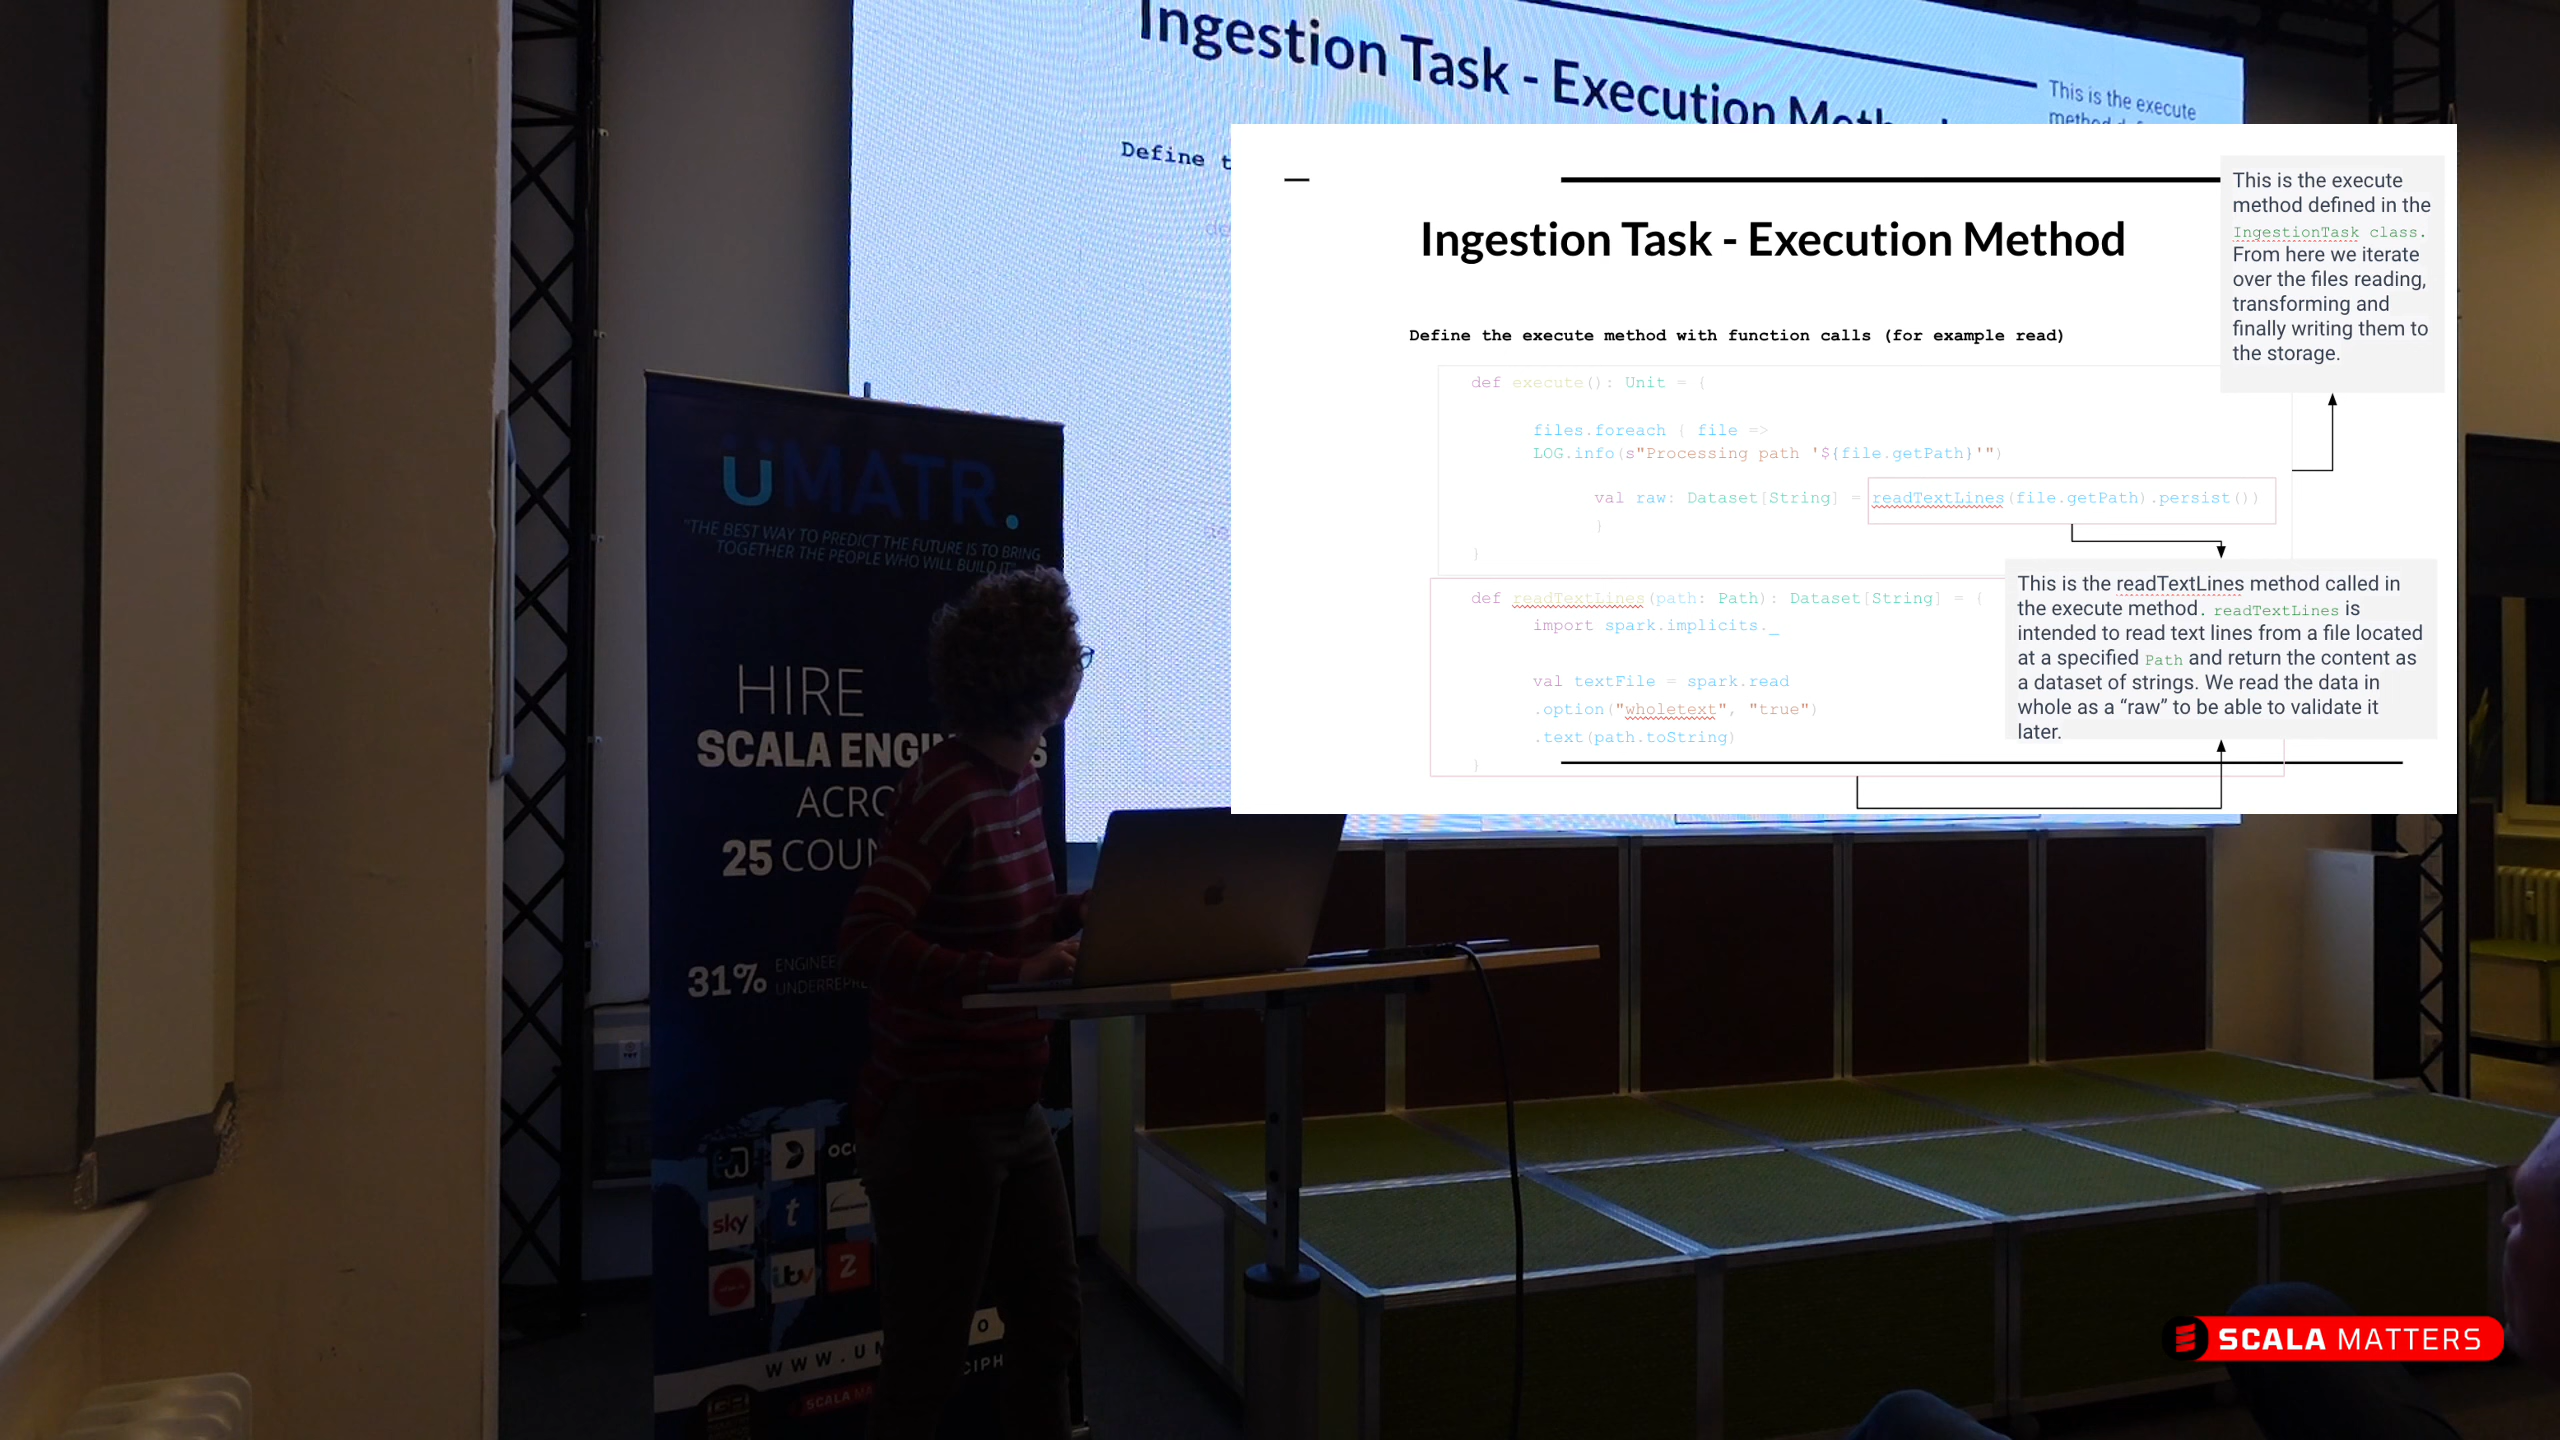 Ingestion Task - Execution
This is the execute
Define
Ingestion Task - Execution Method
Define the execute method with function calls (for example read)
def execute(): Unit = {
files.foreach { file =>
LOG.info(s"Processing path '${file.getPath}'")
val raw: Dataset[String] = readTextLines(file.getPath).persist())
}
}
def readTextLines(path: Path): Dataset[String] = {
import spark.implicits._
val textFile = spark.read
.option("wholetext", "true")
.text(path.toString)
}
This is the execute
method defined in the
IngestionTask class.
From here we iterate
over the files reading,
transforming and
finally writing them to
the storage.
This is the readTextLines method called in
the execute method. readTextLines is
intended to read text lines from a file located
at a specified Path and return the content as
a dataset of strings. We read the data in
whole as a “raw” to be able to validate it
later.
UMATR.
"THE BEST WAY TO PREDICT THE FUTURE IS TO BRING
TOGETHER THE PEOPLE WHO WILL BUILD IT"
HIRE
SCALA
25
31%
sky
t
itv
SCALA MATTERS